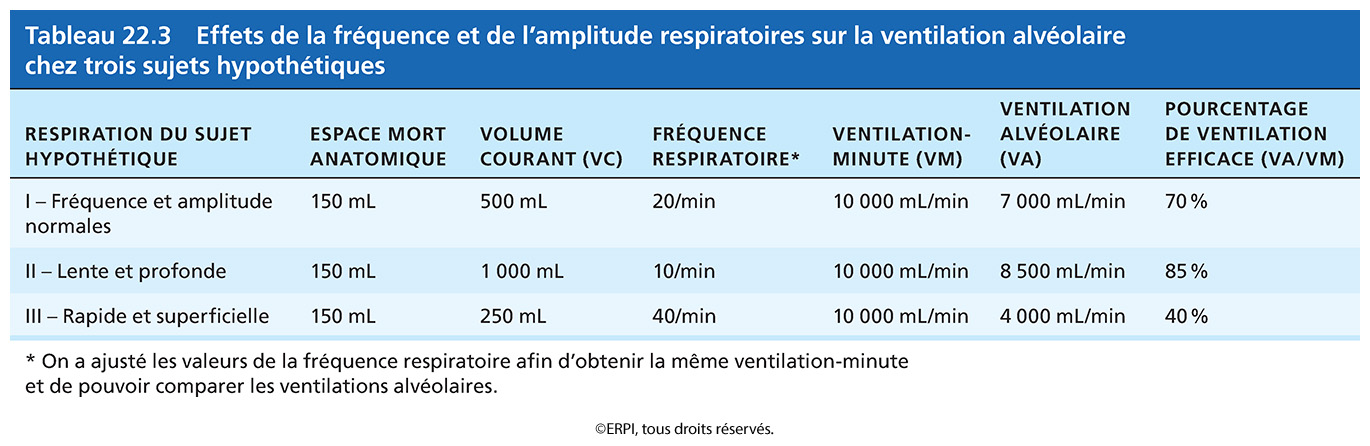 Tableau 22.3 Effets de la fréquence et de l’amplitude respiratoires sur la ventilation alvéolaire
chez trois sujets hypothétiques
RESPIRATION DU SUJET HYPOTHÉTIQUE ESPACE MORT ANATOMIQUE VOLUME COURANT (VC) FRÉQUENCE RESPIRATOIRE* VENTILATION-MINUTE (VM) VENTILATION ALVÉOLAIRE (VA) POURCENTAGE DE VENTILATION EFFICACE (VA/VM)
I – Fréquence et amplitude normales 150 mL 500 mL 20/min 10 000 mL/min 7 000 mL/min 70 %
II – Lente et profonde 150 mL 1 000 mL 10/min 10 000 mL/min 8 500 mL/min 85 %
III – Rapide et superficielle 150 mL 250 mL 40/min 10 000 mL/min 4 000 mL/min 40 %
* On a ajusté les valeurs de la fréquence respiratoire afin d’obtenir la même ventilation-minute
et de pouvoir comparer les ventilations alvéolaires.
©ERPI, tous droits réservés.